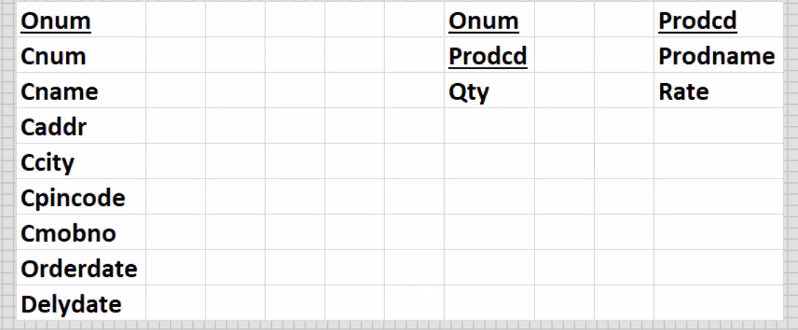 Onum Onum Prodcd
Cnum Prodcd Prodname
Cname Qty Rate
Caddr
Ccity
Cpincode
Cmobno
Orderdate
Delydate